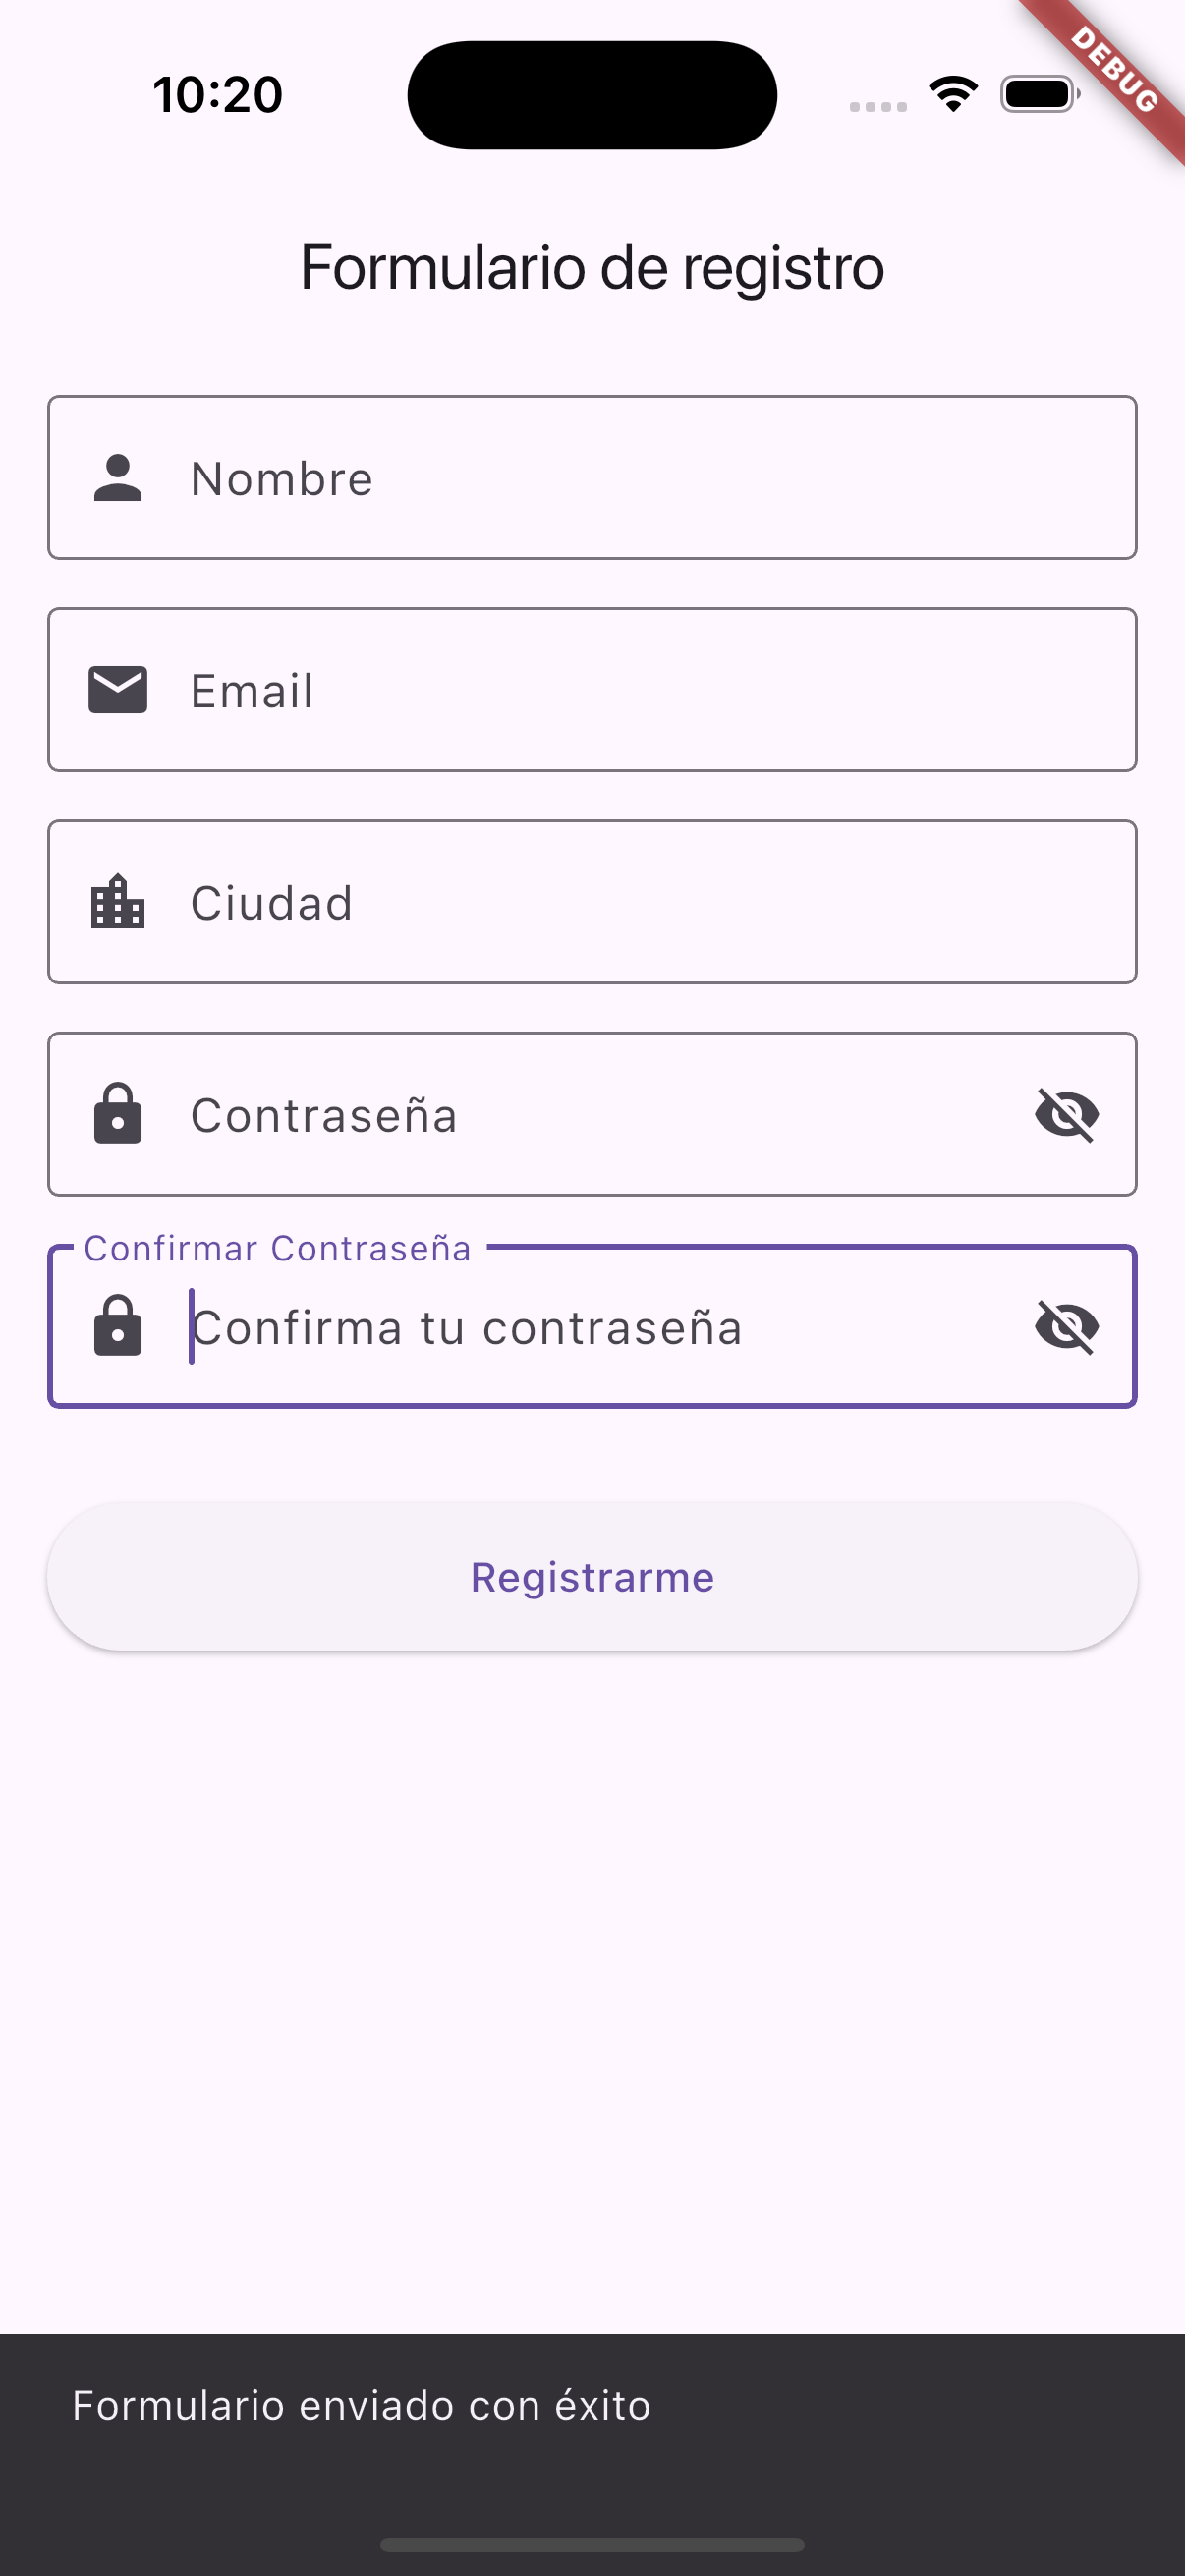 10:20
DEBUG
Formulario de registro
Nombre
Email
Ciudad
Contraseña
Confirmar Contraseña
Confirma tu contraseña
Registrarme
Formulario enviado con éxito